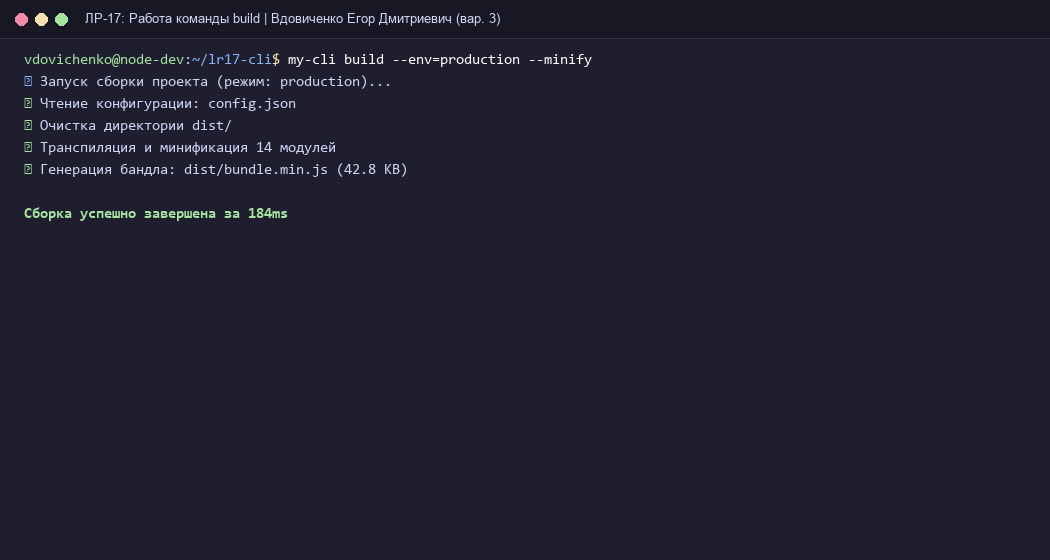 ЛР-17: Работа команды build | Вдовиченко Егор Дмитриевич (вар. 3)
vdovichenko@node-dev:~/lr17-cli$ my-cli build --env=production --minify
Запуск сборки проекта (режим: production)...
Чтение конфигурации: config.json
Очистка директории dist/
Транспиляция и минификация 14 модулей
Генерация бандла: dist/bundle.min.js (42.8 KB)
Сборка успешно завершена за 184ms